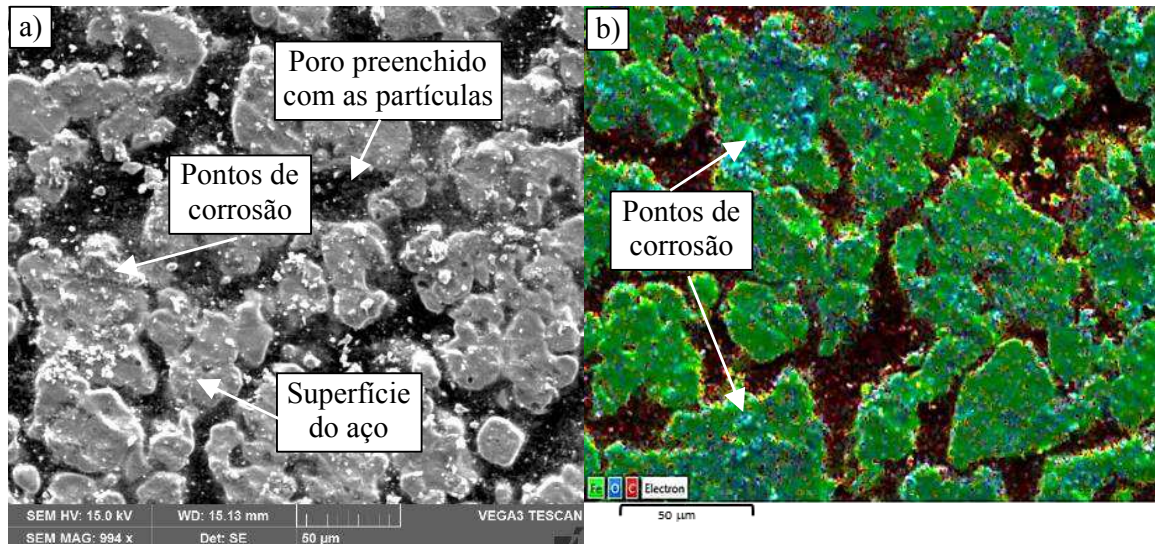 a)
Poro preenchido
com as partículas
Pontos de
corrosão
Superfície
do aço
SEM HV: 15.0 kV
WD: 15.13 mm
VEGA3 TESCAN
SEM MAG: 994 x
Det: SE
50 µm
b)
Pontos de
corrosão
Fe O C Electron
50 µm